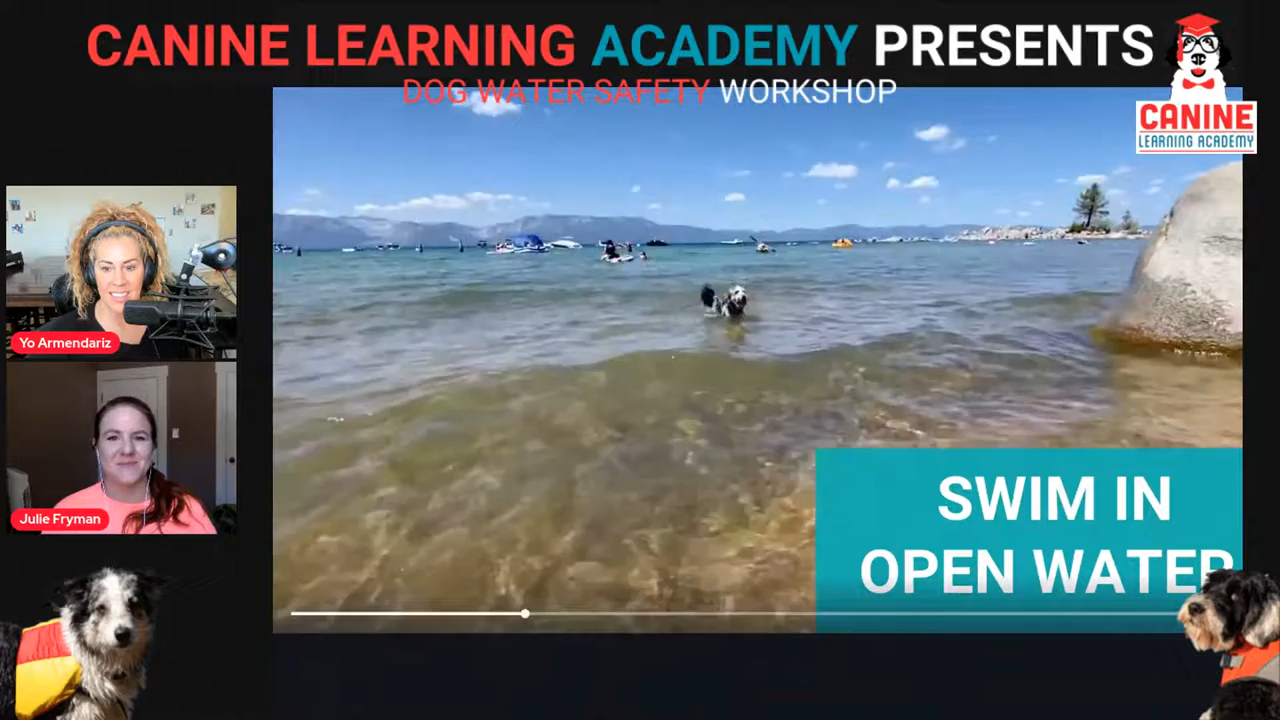 CANINE LEARNING ACADEMY PRESENTS
DOG WATER SAFETY WORKSHOP
CANINE
LEARNING ACADEMY
Yo Armendariz
Julie Fryman
SWIM IN
OPEN WATER